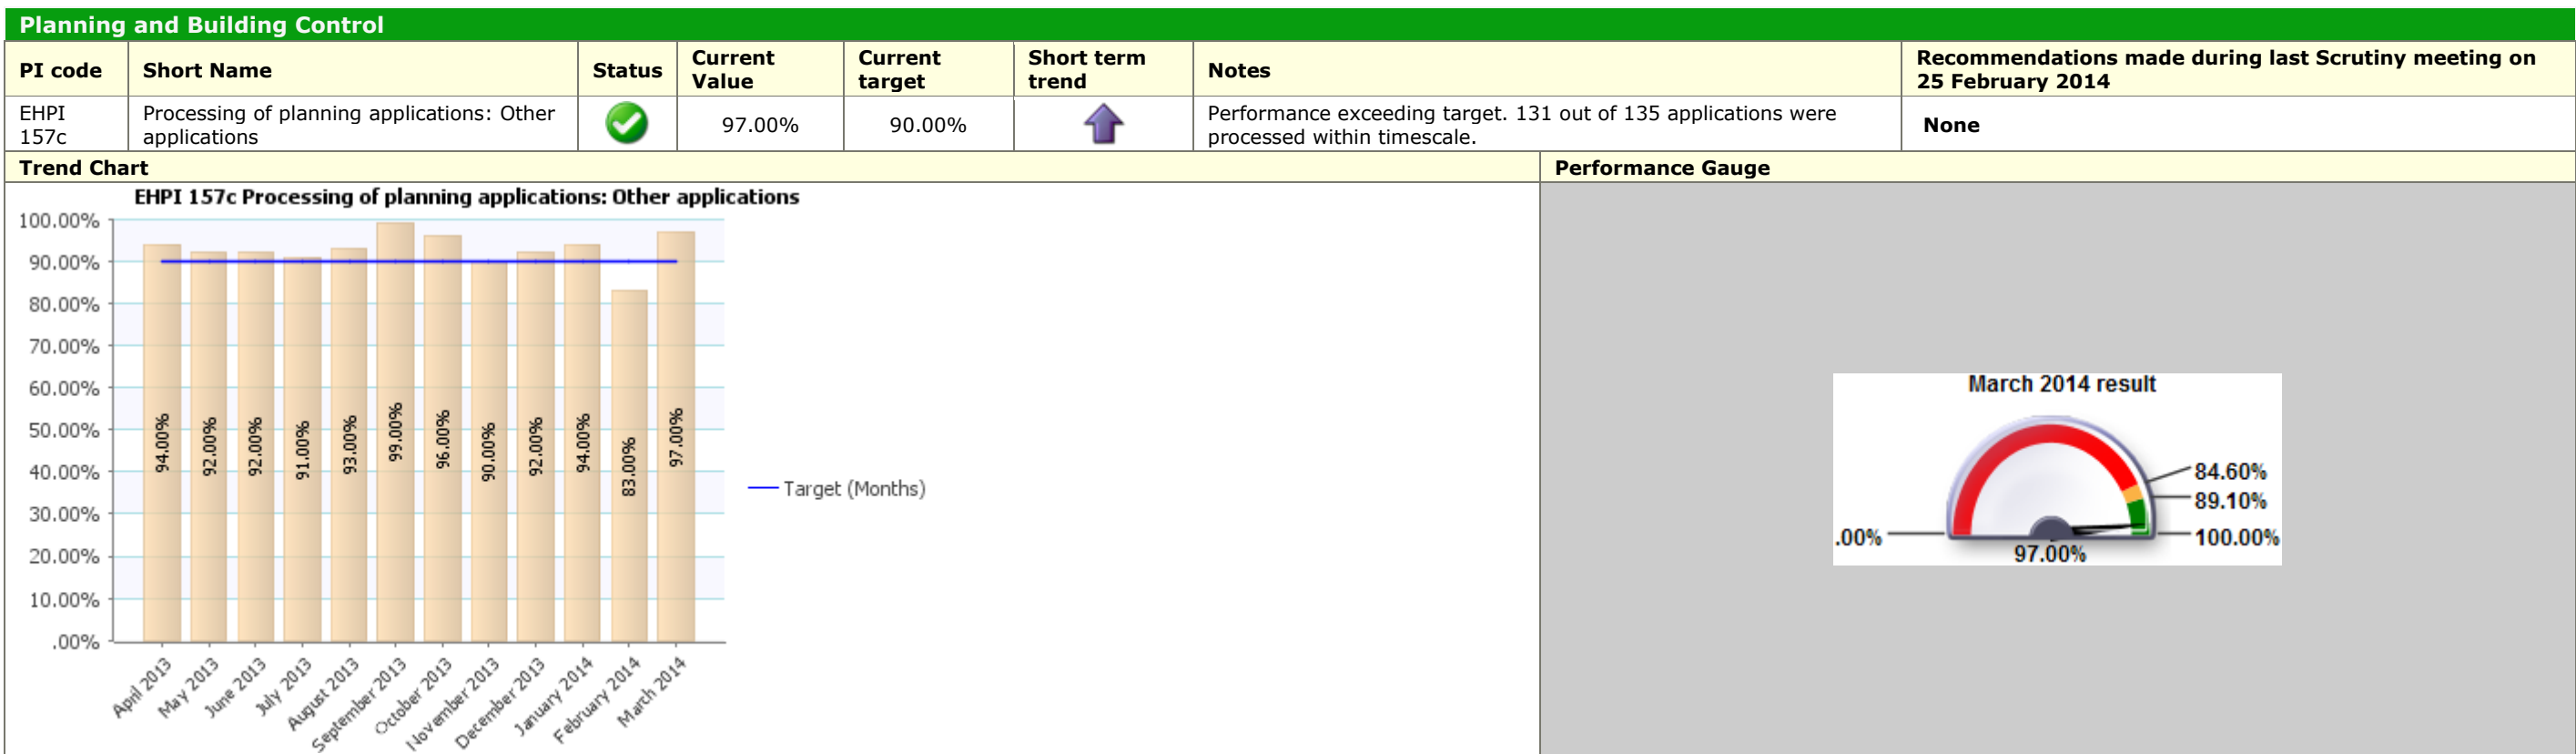 Planning and Building Control
PI code
Short Name
Status
Current
Value
Current
target
Short term
trend
Notes
Recommendations made during last Scrutiny meeting on
25 February 2014
EHPI
157c
Processing of planning applications: Other
applications
97.00%
90.00%
Performance exceeding target. 131 out of 135 applications were
processed within timescale.
None
Trend Chart
Performance Gauge
EHPI 157c Processing of planning applications: Other applications
100.00%
90.00%
80.00%
70.00%
60.00%
50.00%
40.00%
30.00%
20.00%
10.00%
.00%
94.00%
92.00%
92.00%
91.00%
93.00%
99.00%
96.00%
90.00%
92.00%
94.00%
83.00%
97.00%
April 2013
May 2013
June 2013
July 2013
August 2013
September 2013
October 2013
November 2013
December 2013
January 2014
February 2014
March 2014
Target (Months)
March 2014 result
84.60%
89.10%
100.00%
.00%
97.00%